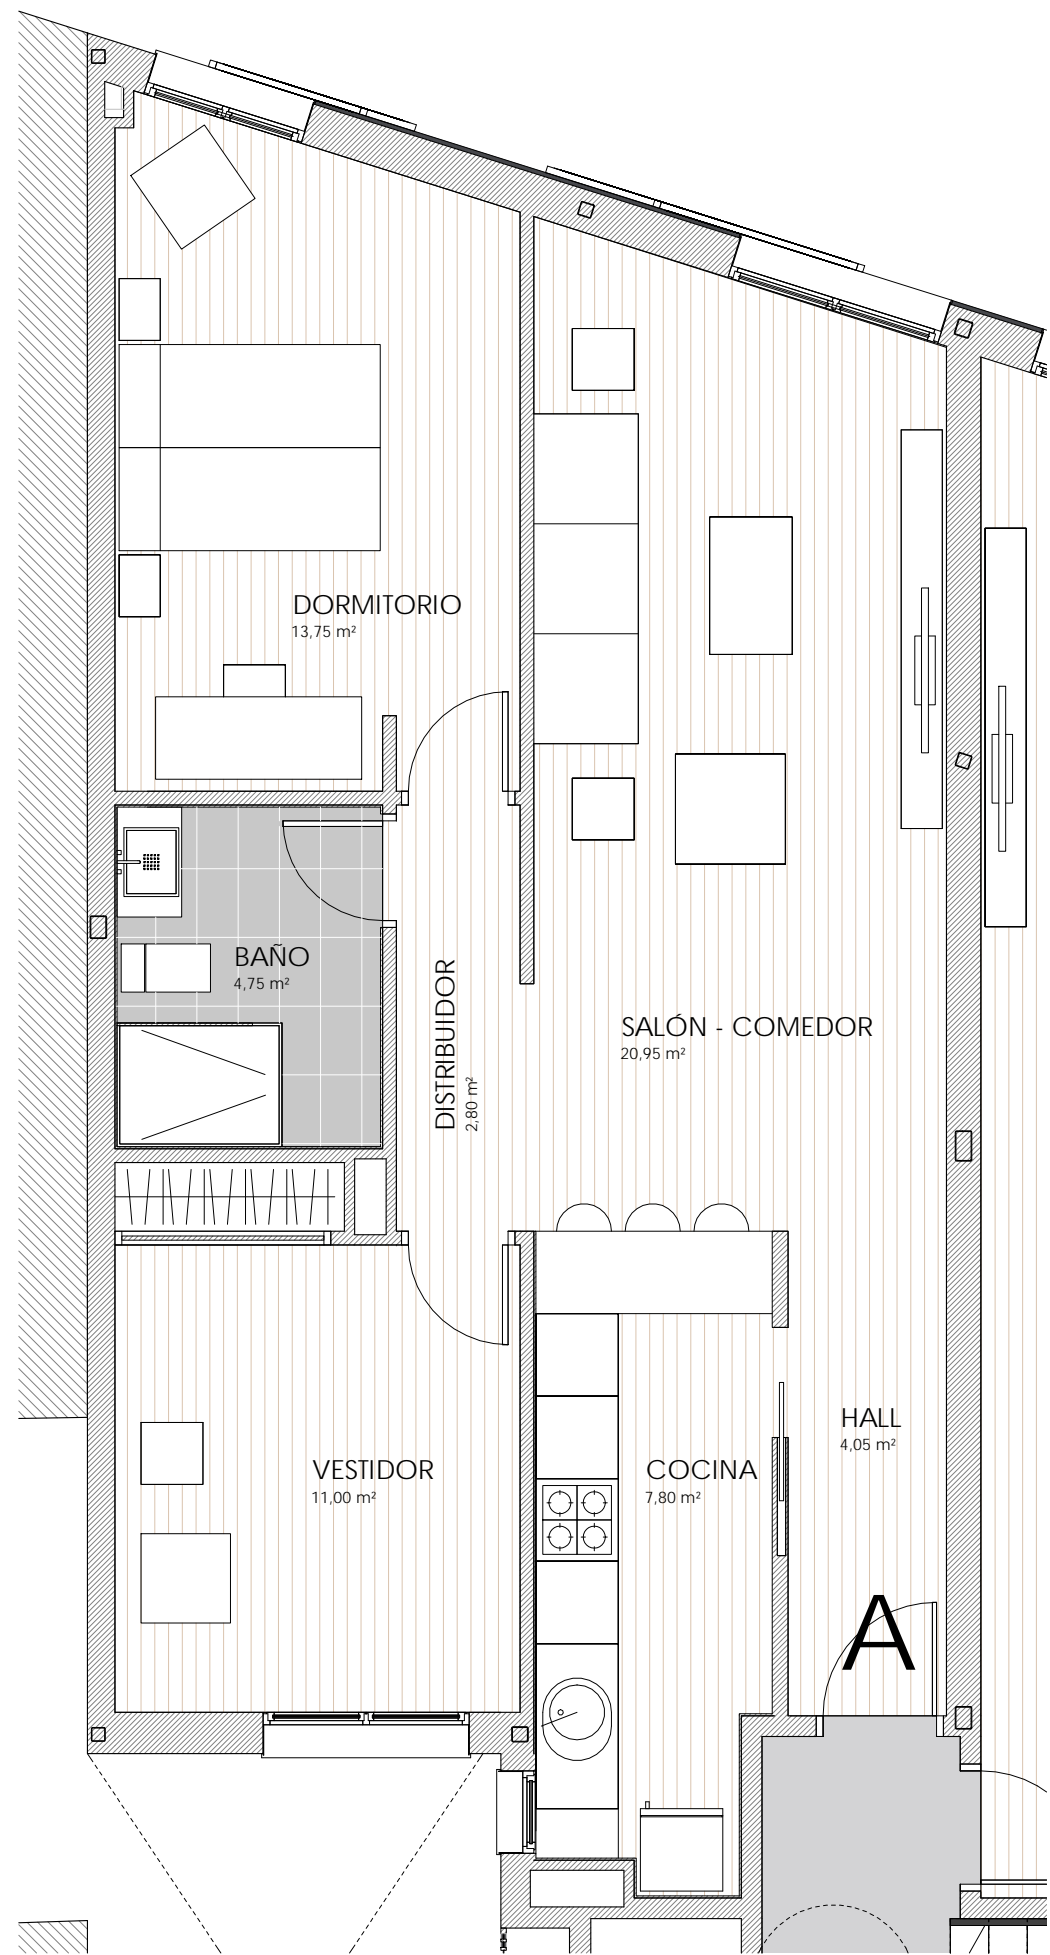 DORMITORIO
13,75 m²
BAÑO
4,75 m²
DISTRIBUIDOR
2,80 m²
SALÓN - COMEDOR
20,95 m²
HALL
4,05 m²
VESTIDOR
11,00 m²
COCINA
7,80 m²
A